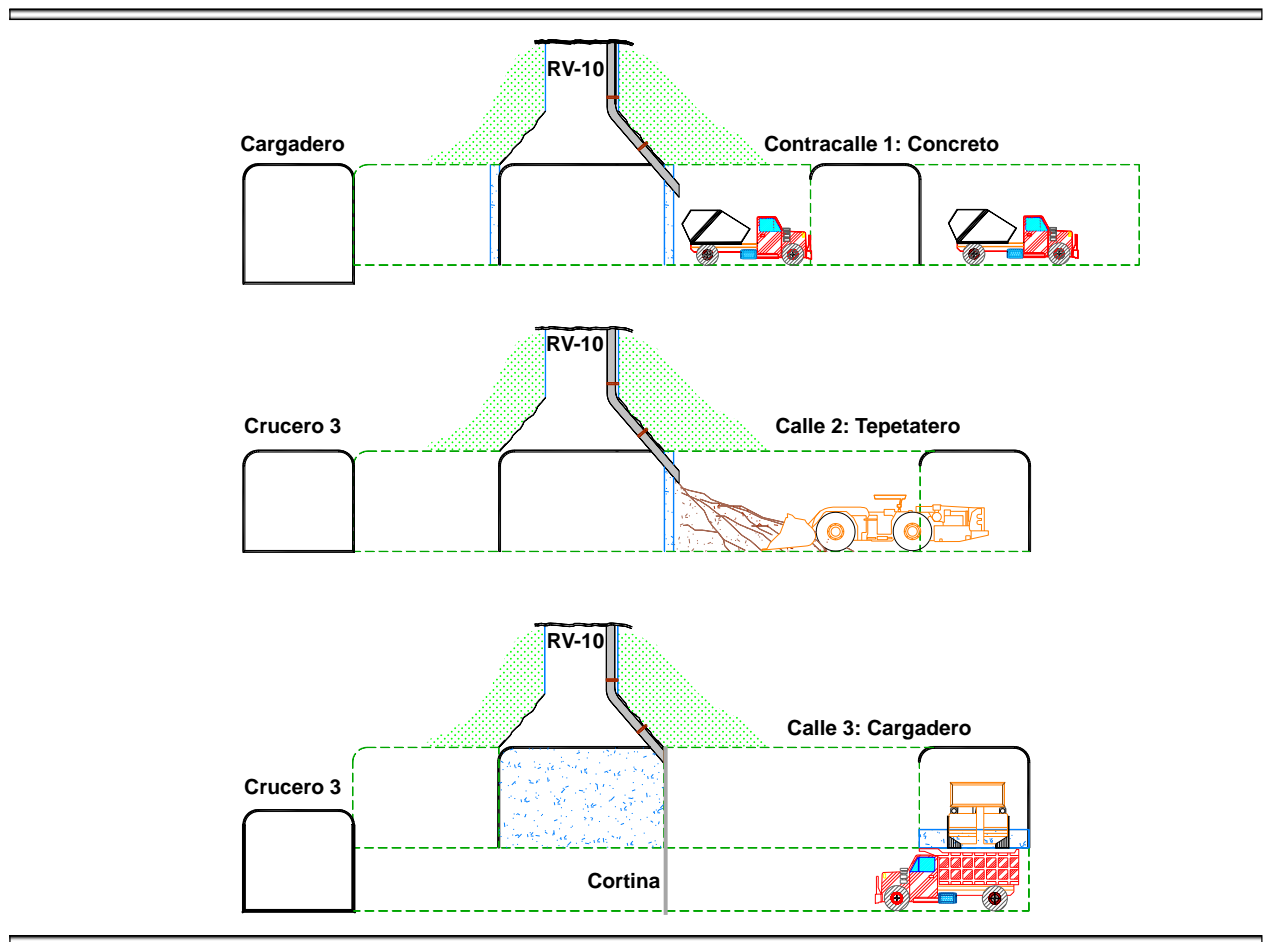 RV-10
Cargadero
Contracalle 1: Concreto
RV-10
Crucero 3
Calle 2: Tepetatero
RV-10
Calle 3: Cargadero
Crucero 3
Cortina